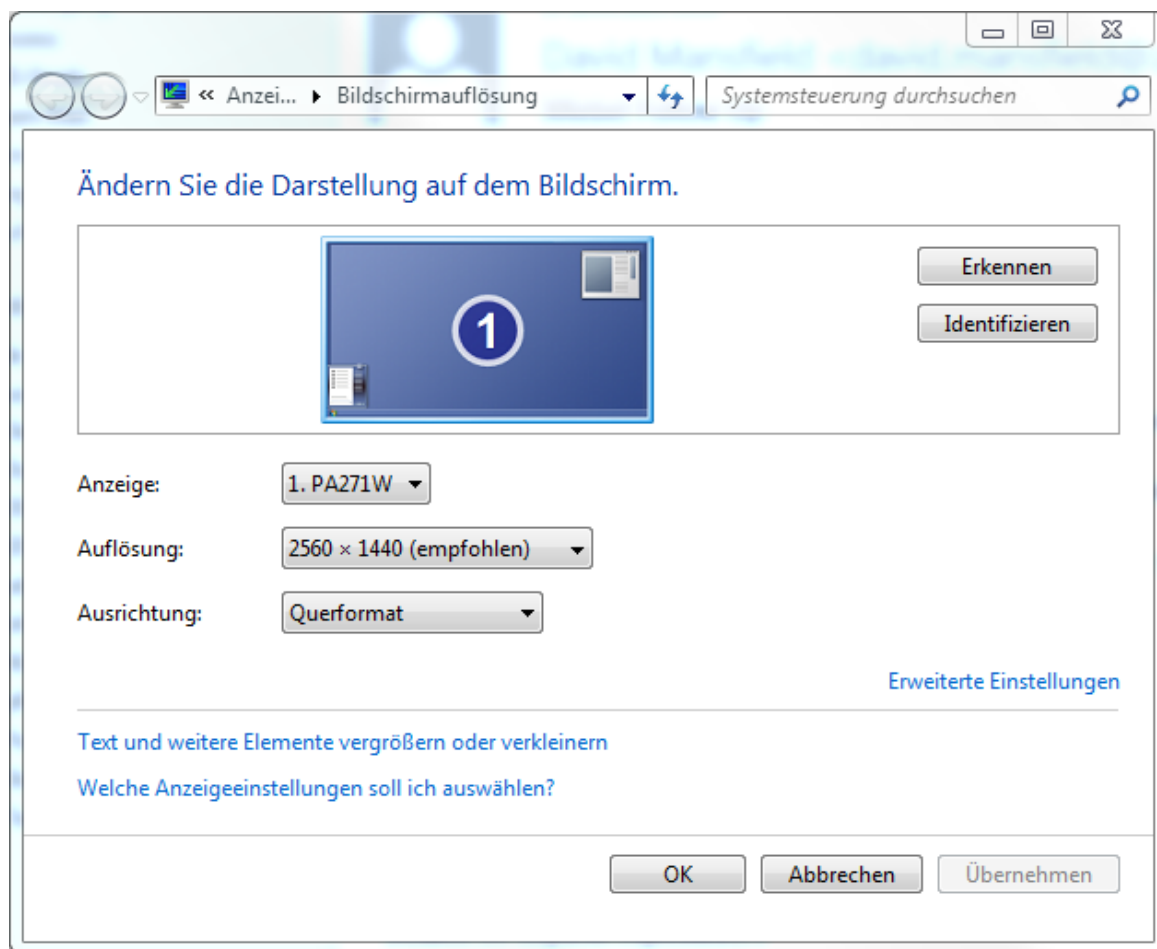 « Anzei... ▸ Bildschirmauflösung
Systemsteuerung durchsuchen
Ändern Sie die Darstellung auf dem Bildschirm.
1
Erkennen
Identifizieren
Anzeige: 1. PA271W
Auflösung: 2560 × 1440 (empfohlen)
Ausrichtung: Querformat
Erweiterte Einstellungen
Text und weitere Elemente vergrößern oder verkleinern
Welche Anzeigeeinstellungen soll ich auswählen?
OK Abbrechen Übernehmen